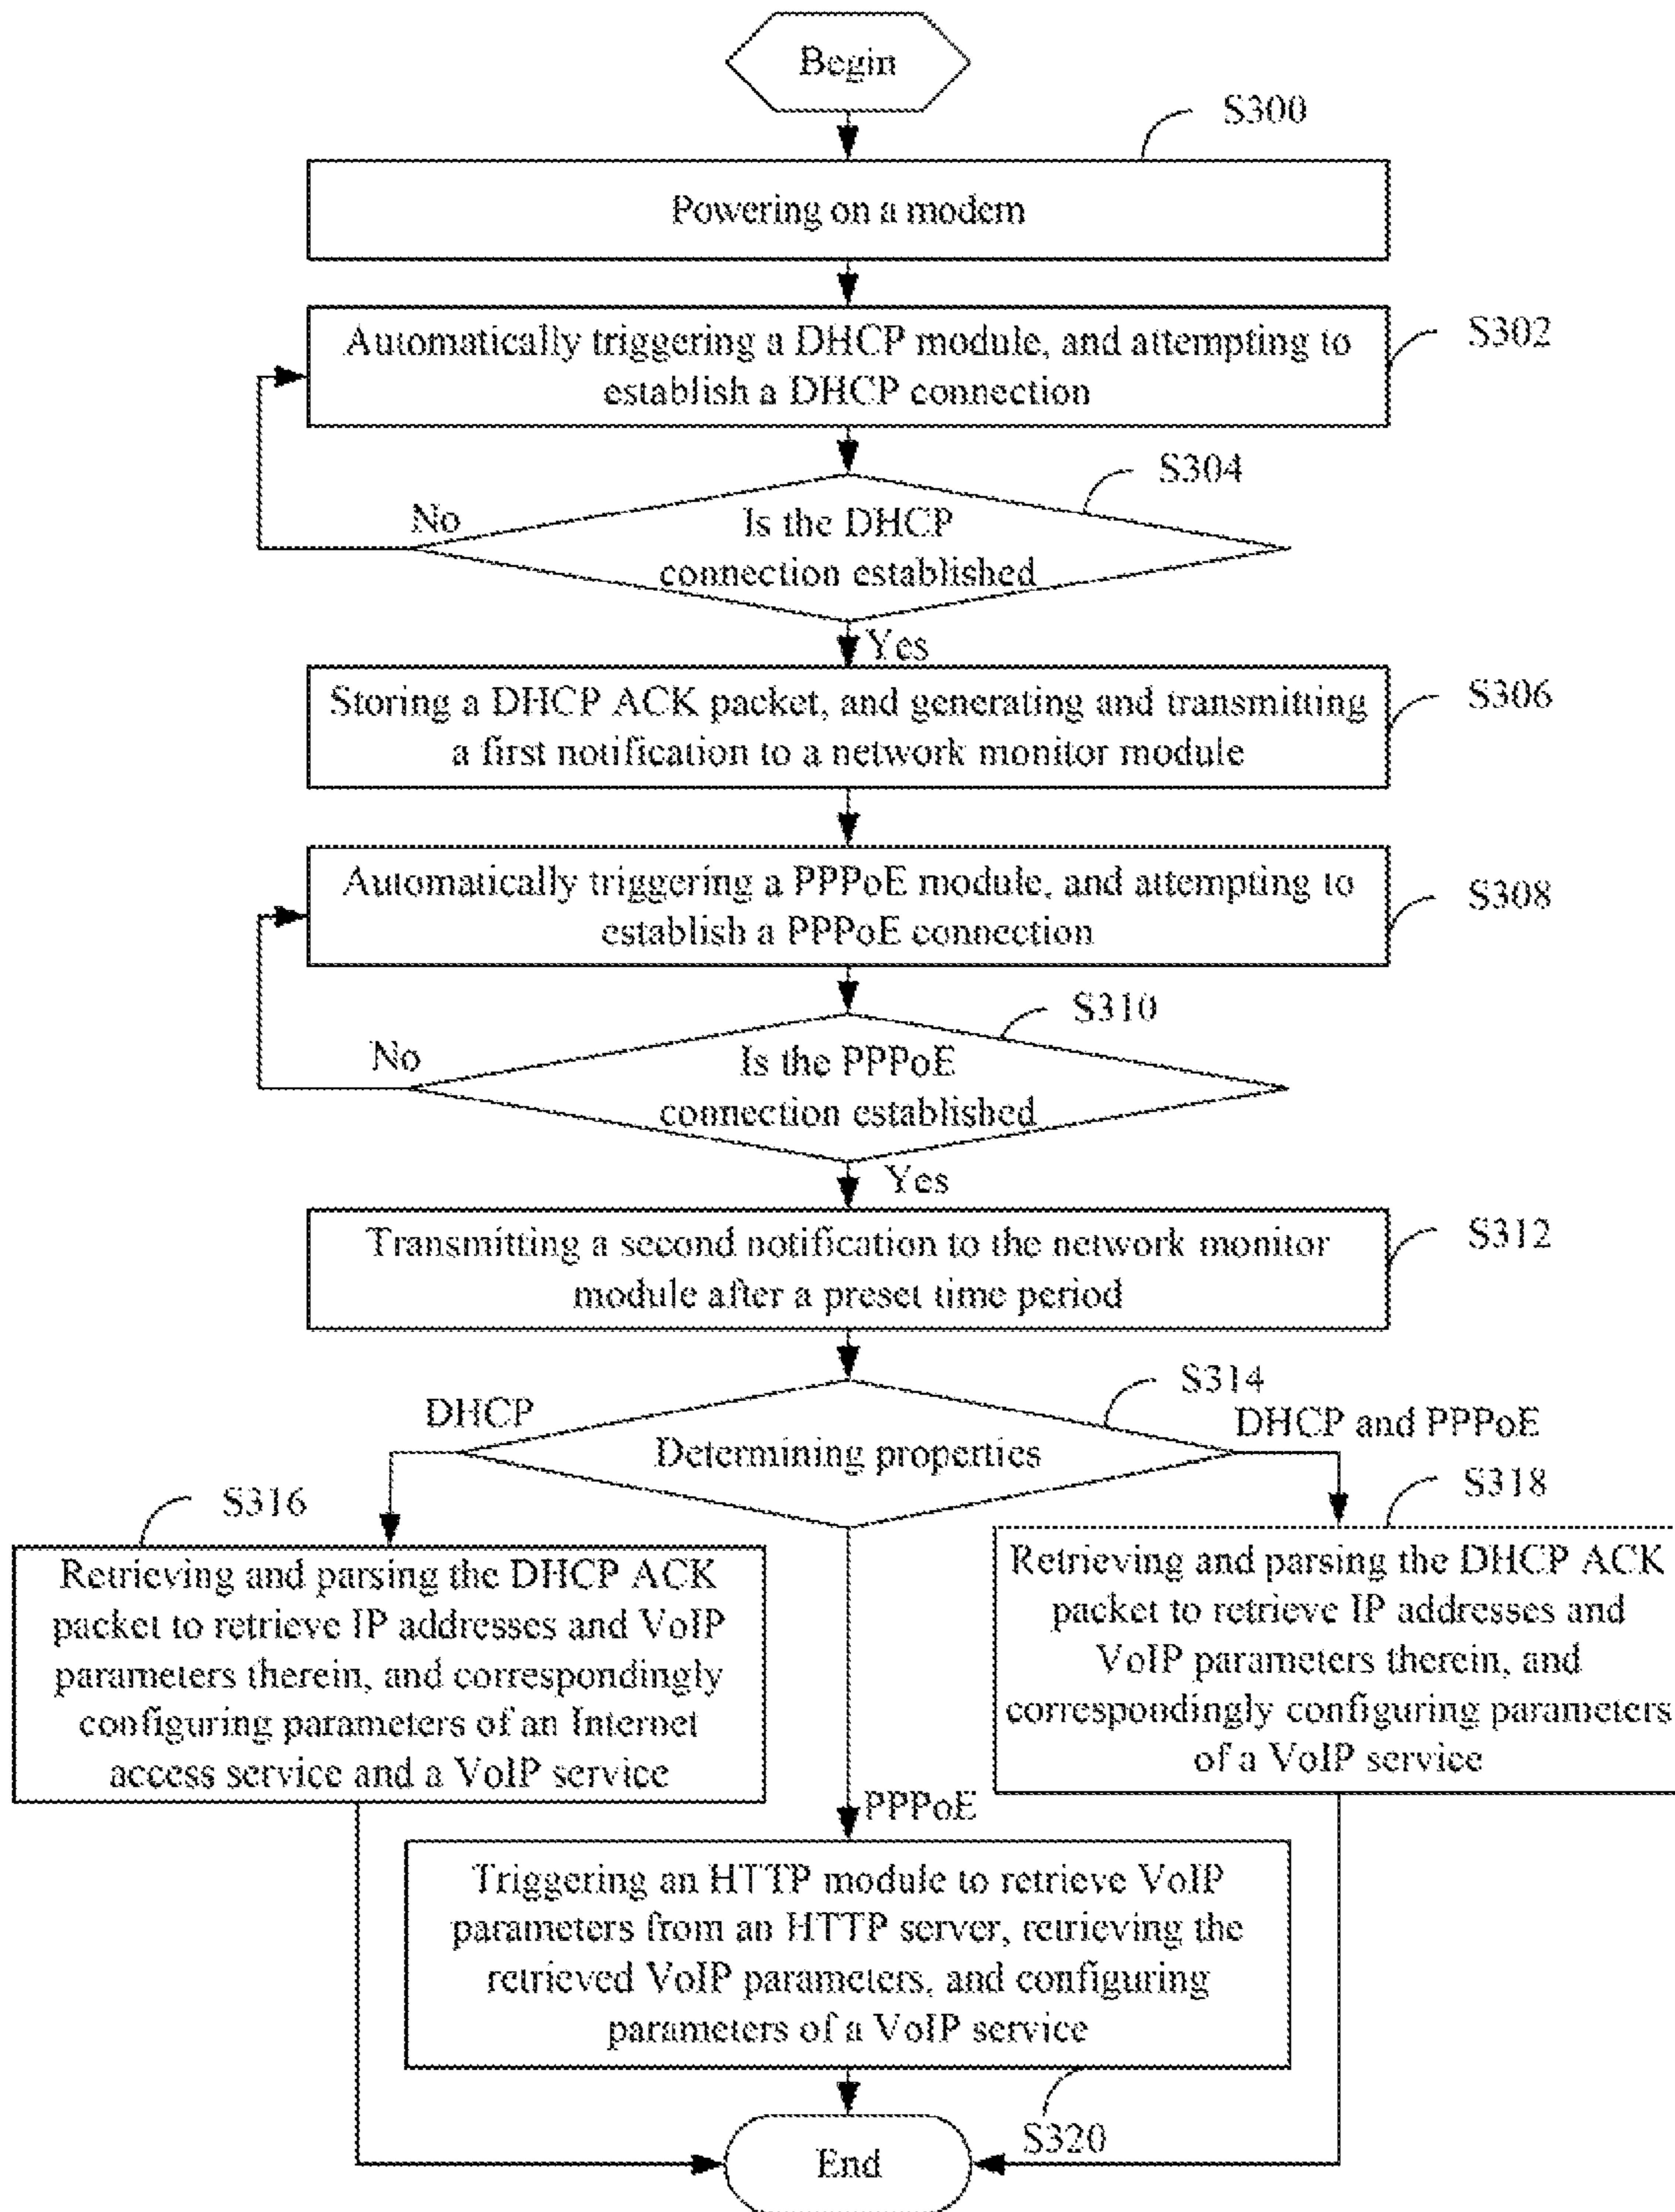 Begin
S300
Powering on a modem
S302
Automatically triggering a DHCP module, and attempting to
establish a DHCP connection
S304
No
Is the DHCP
connection established
Yes
Storing a DHCP ACK packet, and generating and transmitting
a first notification to a network monitor module
S306
Automatically triggering a PPPoE module, and attempting to
establish a PPPoE connection
S308
S310
No
Is the PPPoE
connection established
Yes
Transmitting a second notification to the network monitor
module after a preset time period
S312
S314
DHCP
DHCP and PPPoE
Determining properties
S316
S318
Retrieving and parsing the DHCP ACK
packet to retrieve IP addresses and VoIP
parameters therein, and correspondingly
configuring parameters of an Internet
access service and a VoIP service
Retrieving and parsing the DHCP ACK
packet to retrieve IP addresses and
VoIP parameters therein, and
correspondingly configuring parameters
of a VoIP service
PPPoE
Triggering an HTTP module to retrieve VoIP
parameters from an HTTP server, retrieving the
retrieved VoIP parameters, and configuring
parameters of a VoIP service
S320
End